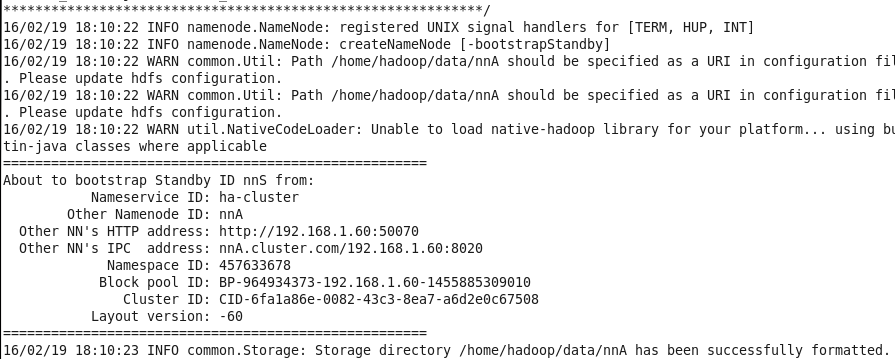 ************************************************************/
16/02/19 18:10:22 INFO namenode.NameNode: registered UNIX signal handlers for [TERM, HUP, INT]
16/02/19 18:10:22 INFO namenode.NameNode: createNameNode [-bootstrapStandby]
16/02/19 18:10:22 WARN common.Util: Path /home/hadoop/data/nnA should be specified as a URI in configuration fil
. Please update hdfs configuration.
16/02/19 18:10:22 WARN common.Util: Path /home/hadoop/data/nnA should be specified as a URI in configuration fil
. Please update hdfs configuration.
16/02/19 18:10:22 WARN util.NativeCodeLoader: Unable to load native-hadoop library for your platform... using bu
tin-java classes where applicable
=====================================================
About to bootstrap Standby ID nnS from:
           Nameservice ID: ha-cluster
        Other Namenode ID: nnA
  Other NN's HTTP address: http://192.168.1.60:50070
  Other NN's IPC  address: nnA.cluster.com/192.168.1.60:8020
             Namespace ID: 457633678
            Block pool ID: BP-964934373-192.168.1.60-1455885309010
               Cluster ID: CID-6fa1a86e-0082-43c3-8ea7-a6d2e0c67508
           Layout version: -60
=====================================================
16/02/19 18:10:23 INFO common.Storage: Storage directory /home/hadoop/data/nnA has been successfully formatted.